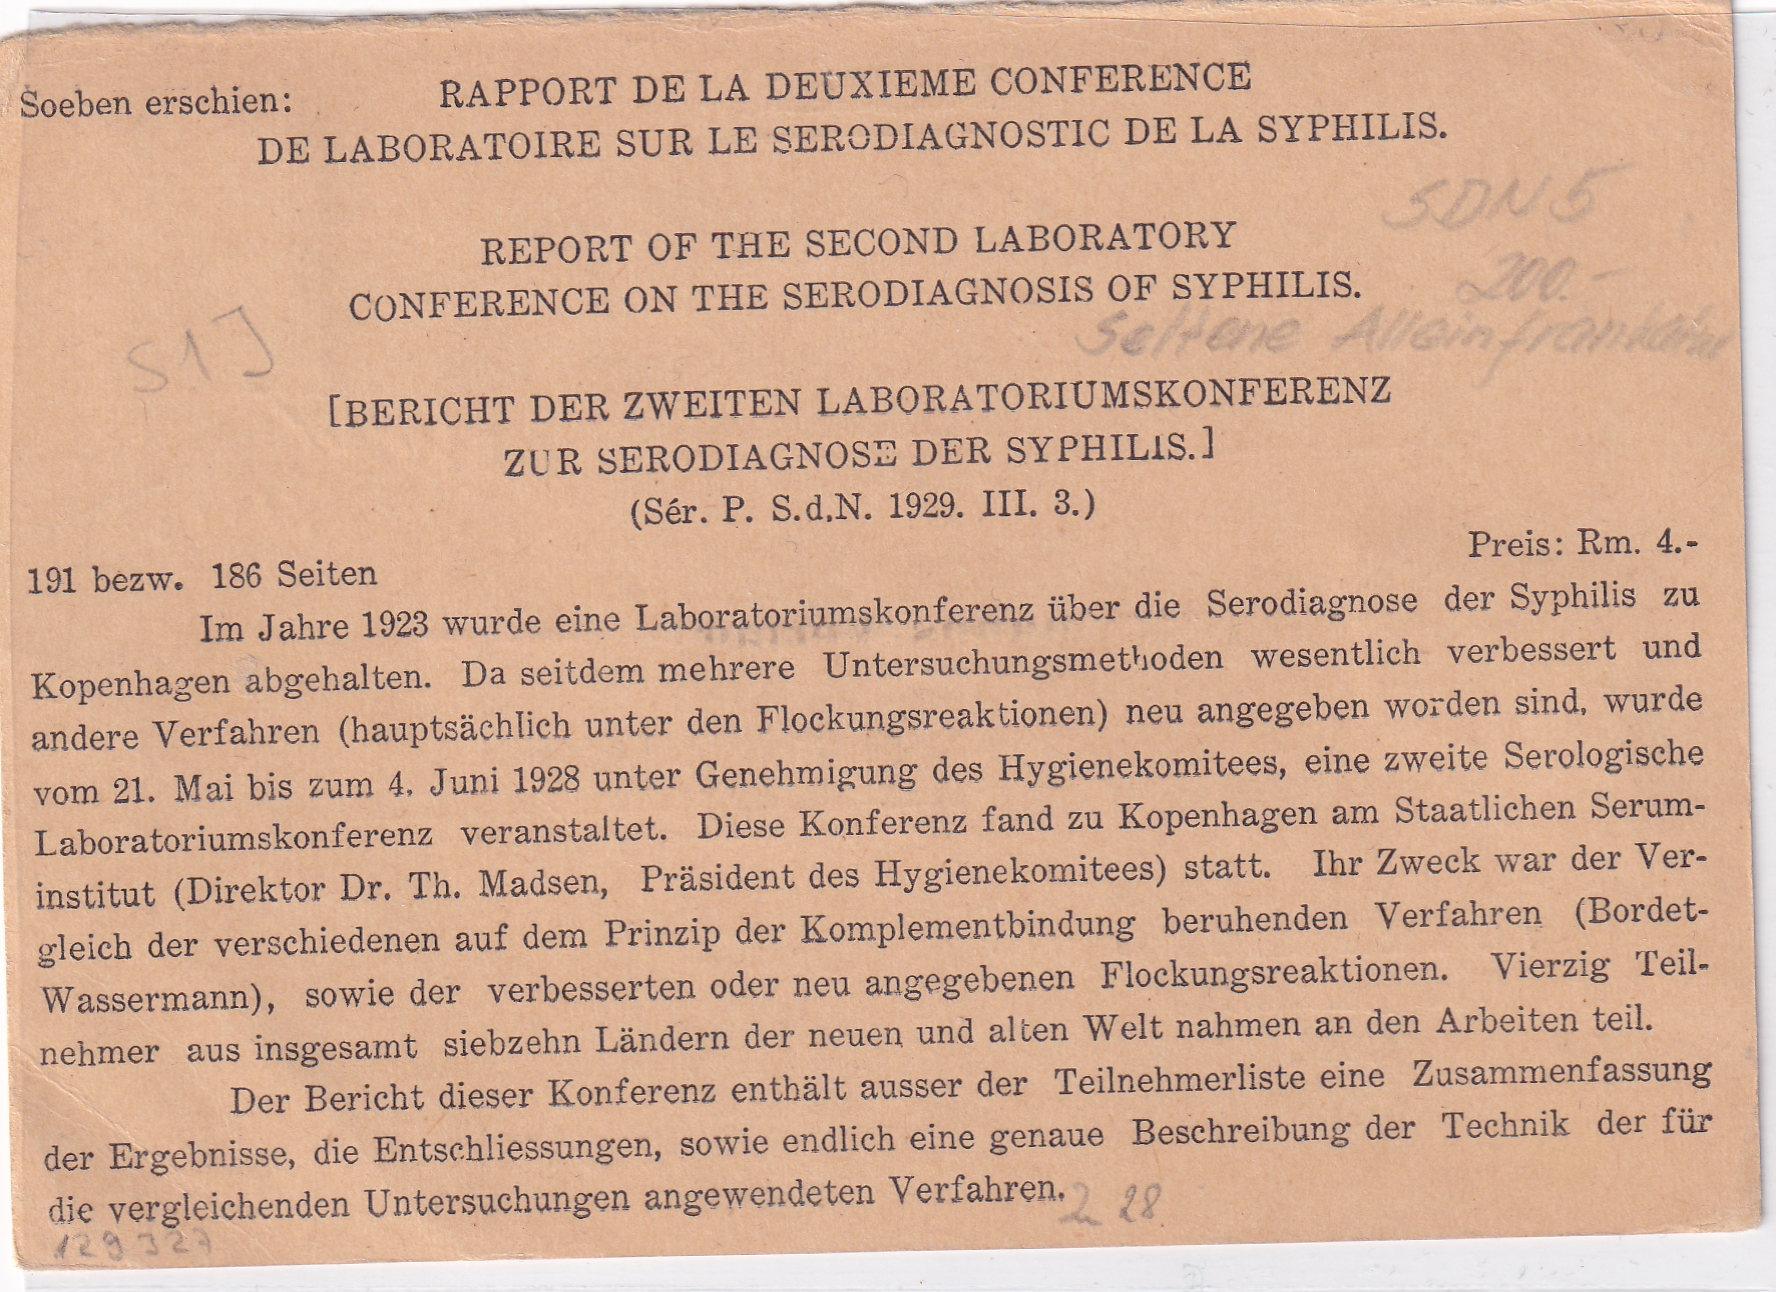 Soeben erschien: RAPPORT DE LA DEUXIEME CONFERENCE
DE LABORATOIRE SUR LE SERODIAGNOSTIC DE LA SYPHILIS.
SDN 5
REPORT OF THE SECOND LABORATORY
200.-
CONFERENCE ON THE SERODIAGNOSIS OF SYPHILIS.
Seltene Alleinfrankatur
[BERICHT DER ZWEITEN LABORATORIUMSKONFERENZ
ZUR SERODIAGNOSE DER SYPHILIS.]
(Sér. P. S.d.N. 1929. III. 3.)
Preis: Rm. 4.-
191 bezw. 186 Seiten
Im Jahre 1923 wurde eine Laboratoriumskonferenz über die Serodiagnose der Syphilis zu
Kopenhagen abgehalten. Da seitdem mehrere Untersuchungsmethoden wesentlich verbessert und
andere Verfahren (hauptsächlich unter den Flockungsreaktionen) neu angegeben worden sind, wurde
vom 21. Mai bis zum 4. Juni 1928 unter Genehmigung des Hygienekomitees, eine zweite Serologische
Laboratoriumskonferenz veranstaltet. Diese Konferenz fand zu Kopenhagen am Staatlichen Serum-
institut (Direktor Dr. Th. Madsen, Präsident des Hygienekomitees) statt. Ihr Zweck war der Ver-
gleich der verschiedenen auf dem Prinzip der Komplementbindung beruhenden Verfahren (Bordet-
Wassermann), sowie der verbesserten oder neu angegebenen Flockungsreaktionen. Vierzig Teil-
nehmer aus insgesamt siebzehn Ländern der neuen und alten Welt nahmen an den Arbeiten teil.
Der Bericht dieser Konferenz enthält ausser der Teilnehmerliste eine Zusammenfassung
der Ergebnisse, die Entschliessungen, sowie endlich eine genaue Beschreibung der Technik der für
die vergleichenden Untersuchungen angewendeten Verfahren.
28
129327